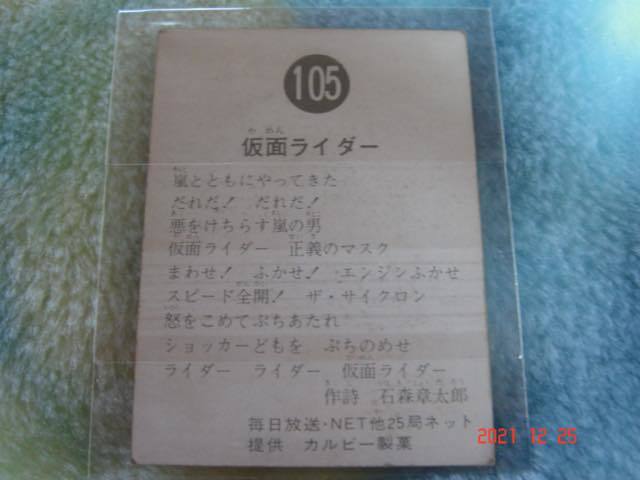 105
仮面ライダー
嵐とともにやってきた
だれだ! だれだ!
悪をけちらす嵐の男
仮面ライダー 正義のマスク
まわせ! ふかせ! エンジンふかせ
スピード全開! ザ・サイクロン
怒をこめてぶちあたれ
ショッカーどもを ぶちのめせ
ライダー ライダー 仮面ライダー
作詩 石森章太郎
毎日放送・NET他25局ネット
提供 カルビー製菓
2021 12 25